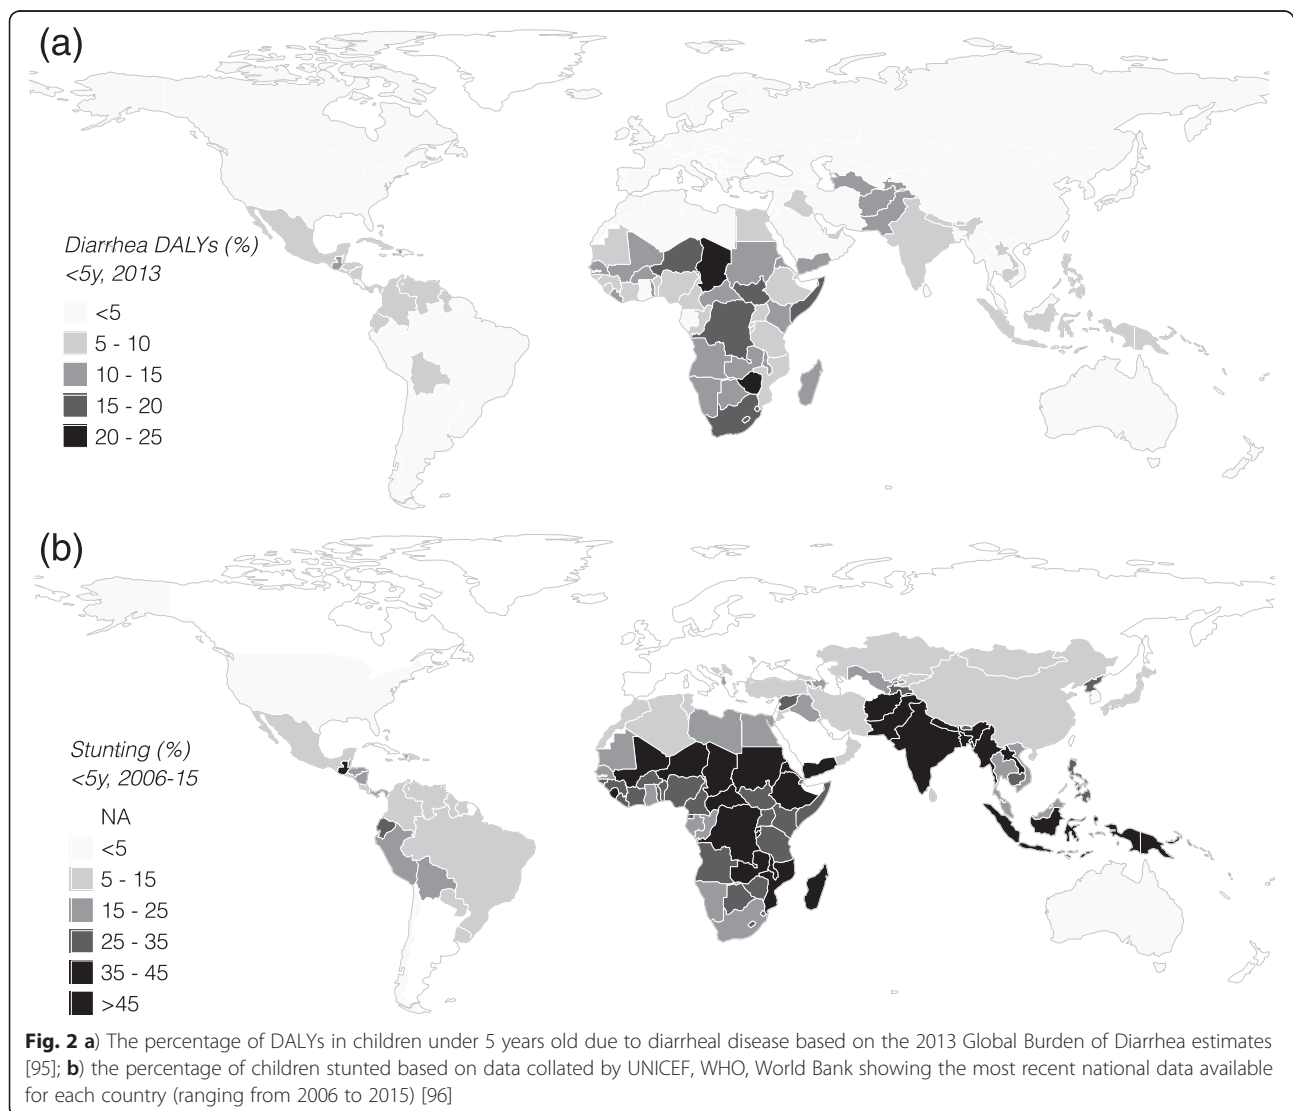 (a)
Diarrhea DALYs (%)
<5y, 2013
<5
5 - 10
10 - 15
15 - 20
20 - 25
(b)
Stunting (%)
<5y, 2006-15
NA
<5
5 - 15
15 - 25
25 - 35
35 - 45
>45
Fig. 2 a) The percentage of DALYs in children under 5 years old due to diarrheal disease based on the 2013 Global Burden of Diarrhea estimates
[95]; b) the percentage of children stunted based on data collated by UNICEF, WHO, World Bank showing the most recent national data available
for each country (ranging from 2006 to 2015) [96]